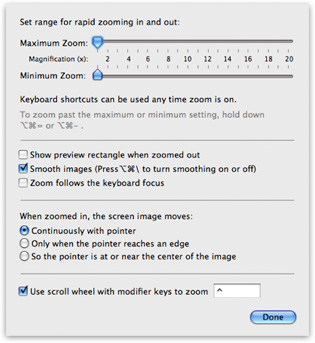 Set range for rapid zooming in and out:
Maximum Zoom:
Magnification (x): 2 4 6 8 10 12 14 16 18 20
Minimum Zoom:
Keyboard shortcuts can be used any time zoom is on.
To zoom past the maximum or minimum setting, hold down
⌥⌘= or ⌥⌘- .
Show preview rectangle when zoomed out
Smooth images (Press⌥⌘\ to turn smoothing on or off)
Zoom follows the keyboard focus
When zoomed in, the screen image moves:
Continuously with pointer
Only when the pointer reaches an edge
So the pointer is at or near the center of the image
Use scroll wheel with modifier keys to zoom ^
Done